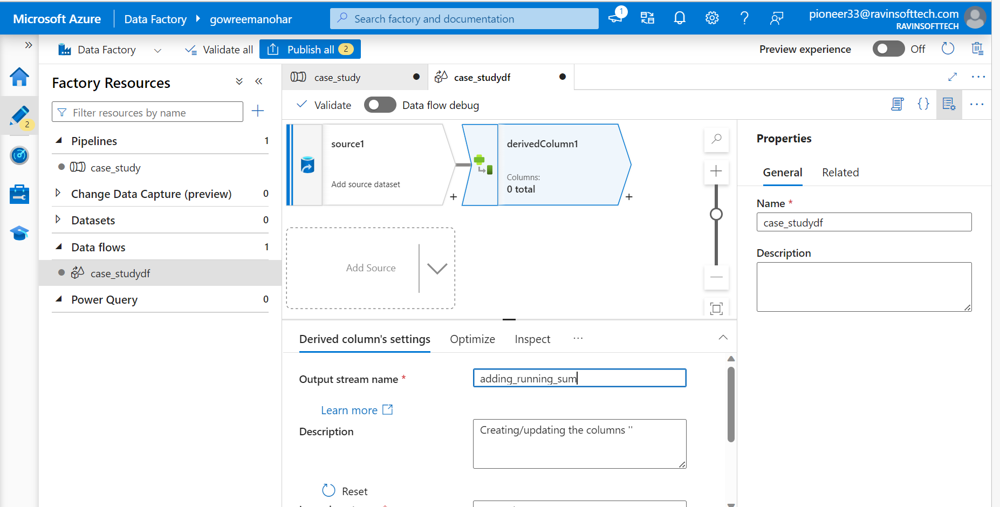 Microsoft Azure
Data Factory
gowreemanohar
Search factory and documentation
1
pioneer33@ravinsofttech.com
RAVINSOFTTECH
Data Factory
Validate all
Publish all 2
Preview experience
Off
Factory Resources
case_study
case_studydf
2
Filter resources by name
Validate
Data flow debug
Pipelines 1
case_study
Change Data Capture (preview) 0
Datasets 0
Data flows 1
case_studydf
Power Query 0
source1
Add source dataset
derivedColumn1
Columns:
0 total
Add Source
Properties
General
Related
Name *
case_studydf
Description
Derived column's settings
Optimize
Inspect
Output stream name *
adding_running_sum
Learn more
Description
Creating/updating the columns ''
Reset